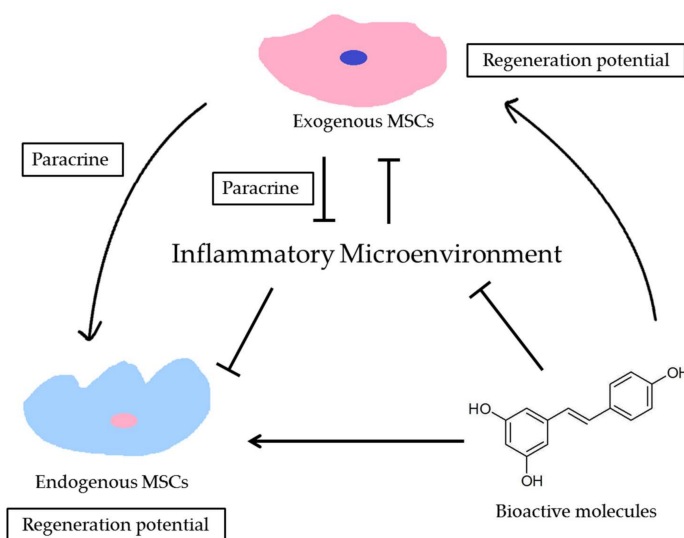 Regeneration potential
Exogenous MSCs
Paracrine
Paracrine
Inflammatory Microenvironment
OH
HO
OH
Endogenous MSCs
Bioactive molecules
Regeneration potential